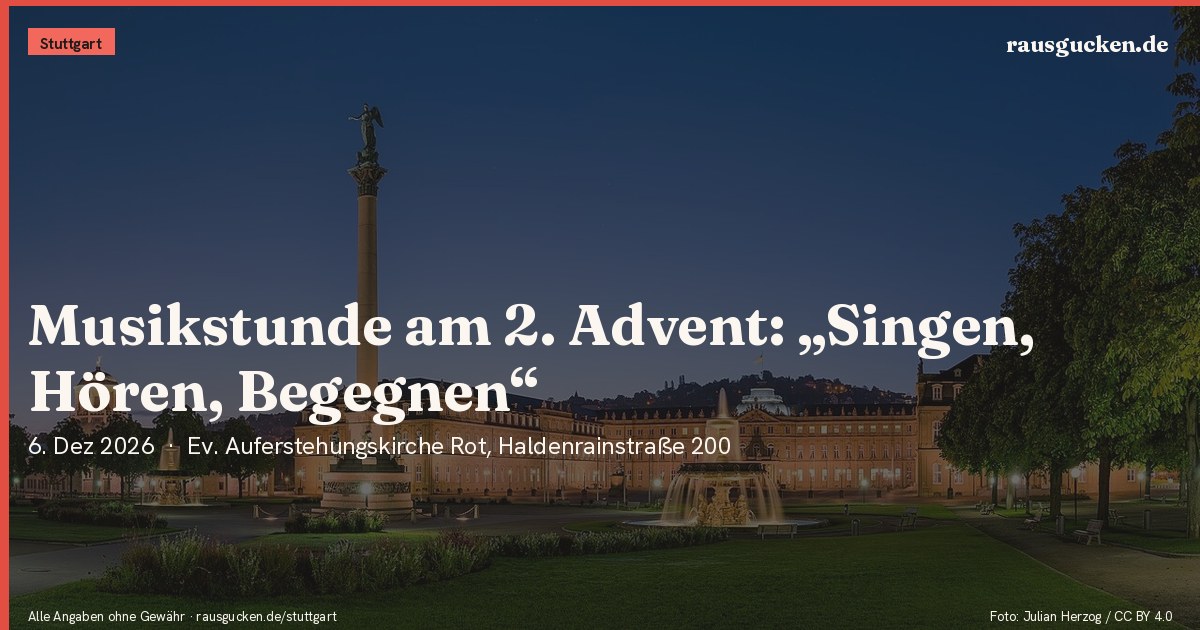 Stuttgart
rausgucken.de
Musikstunde am 2. Advent: „Singen,
Hören, Begegnen“
6. Dez 2026 · Ev. Auferstehungskirche Rot, Haldenrainstraße 200
Alle Angaben ohne Gewähr · rausgucken.de/stuttgart
Foto: Julian Herzog / CC BY 4.0